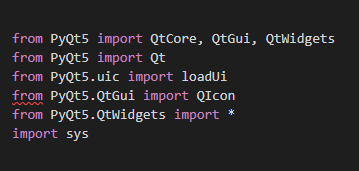 from PyQt5 import QtCore, QtGui, QtWidgets
from PyQt5 import Qt
from PyQt5.uic import loadUi
from PyQt5.QtGui import QIcon
from PyQt5.QtWidgets import *
import sys